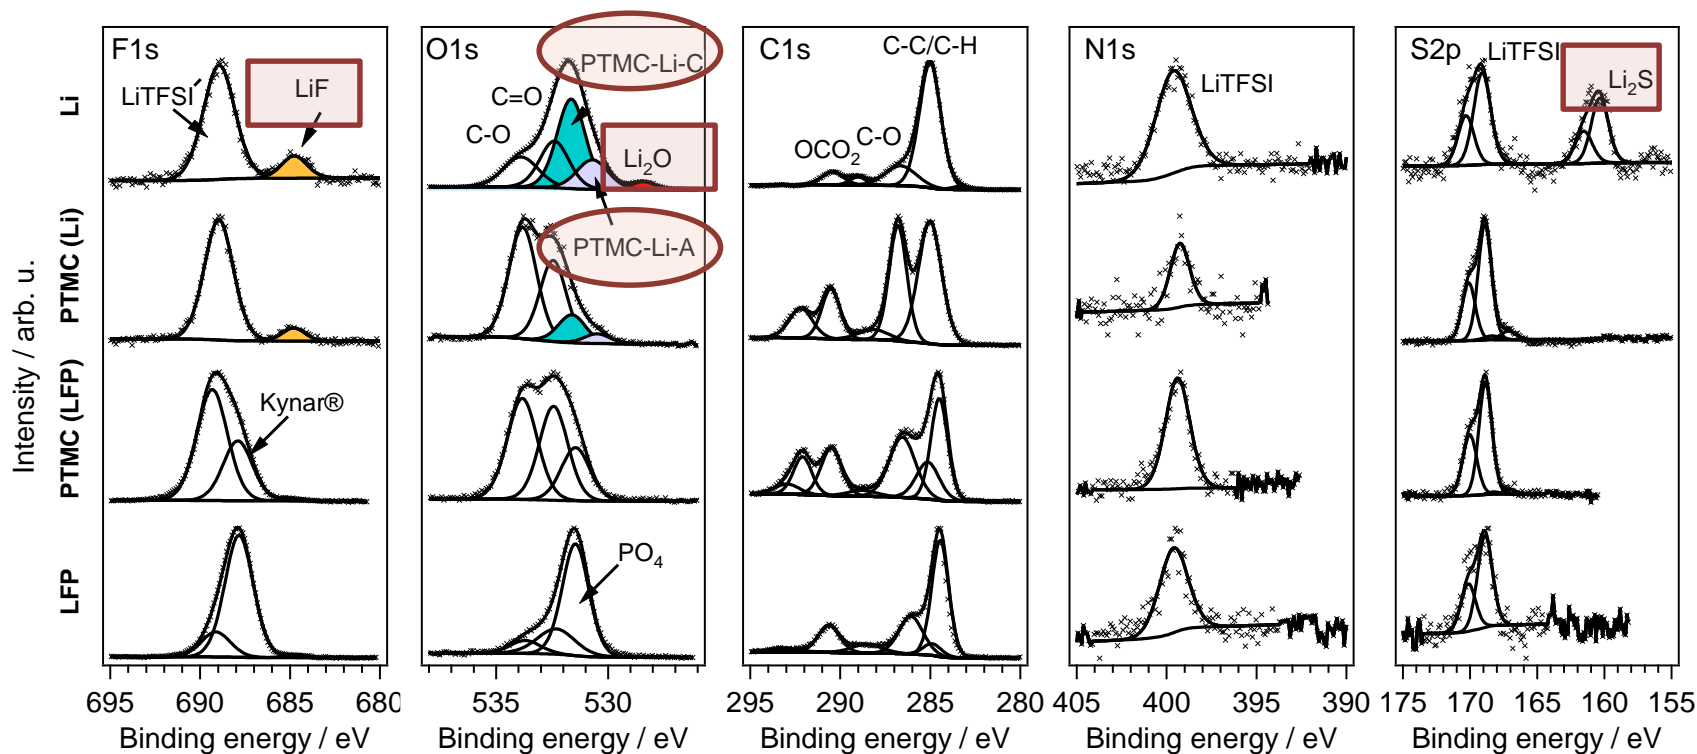 F1s
O1s
C1s
N1s
S2p
LiTFSI
LiF
PTMC-Li-C
C=O
C-O
Li₂O
PTMC-Li-A
C-C/C-H
OCO₂
C-O
LiTFSI
LiTFSI
Li₂S
Kynar®
PO₄
Intensity / arb. u.
Li
PTMC (Li)
PTMC (LFP)
LFP
695 690 685 680
535 530
295 290 285 280
405 400 395 390
175 170 165 160 155
Binding energy / eV
Binding energy / eV
Binding energy / eV
Binding energy / eV
Binding energy / eV